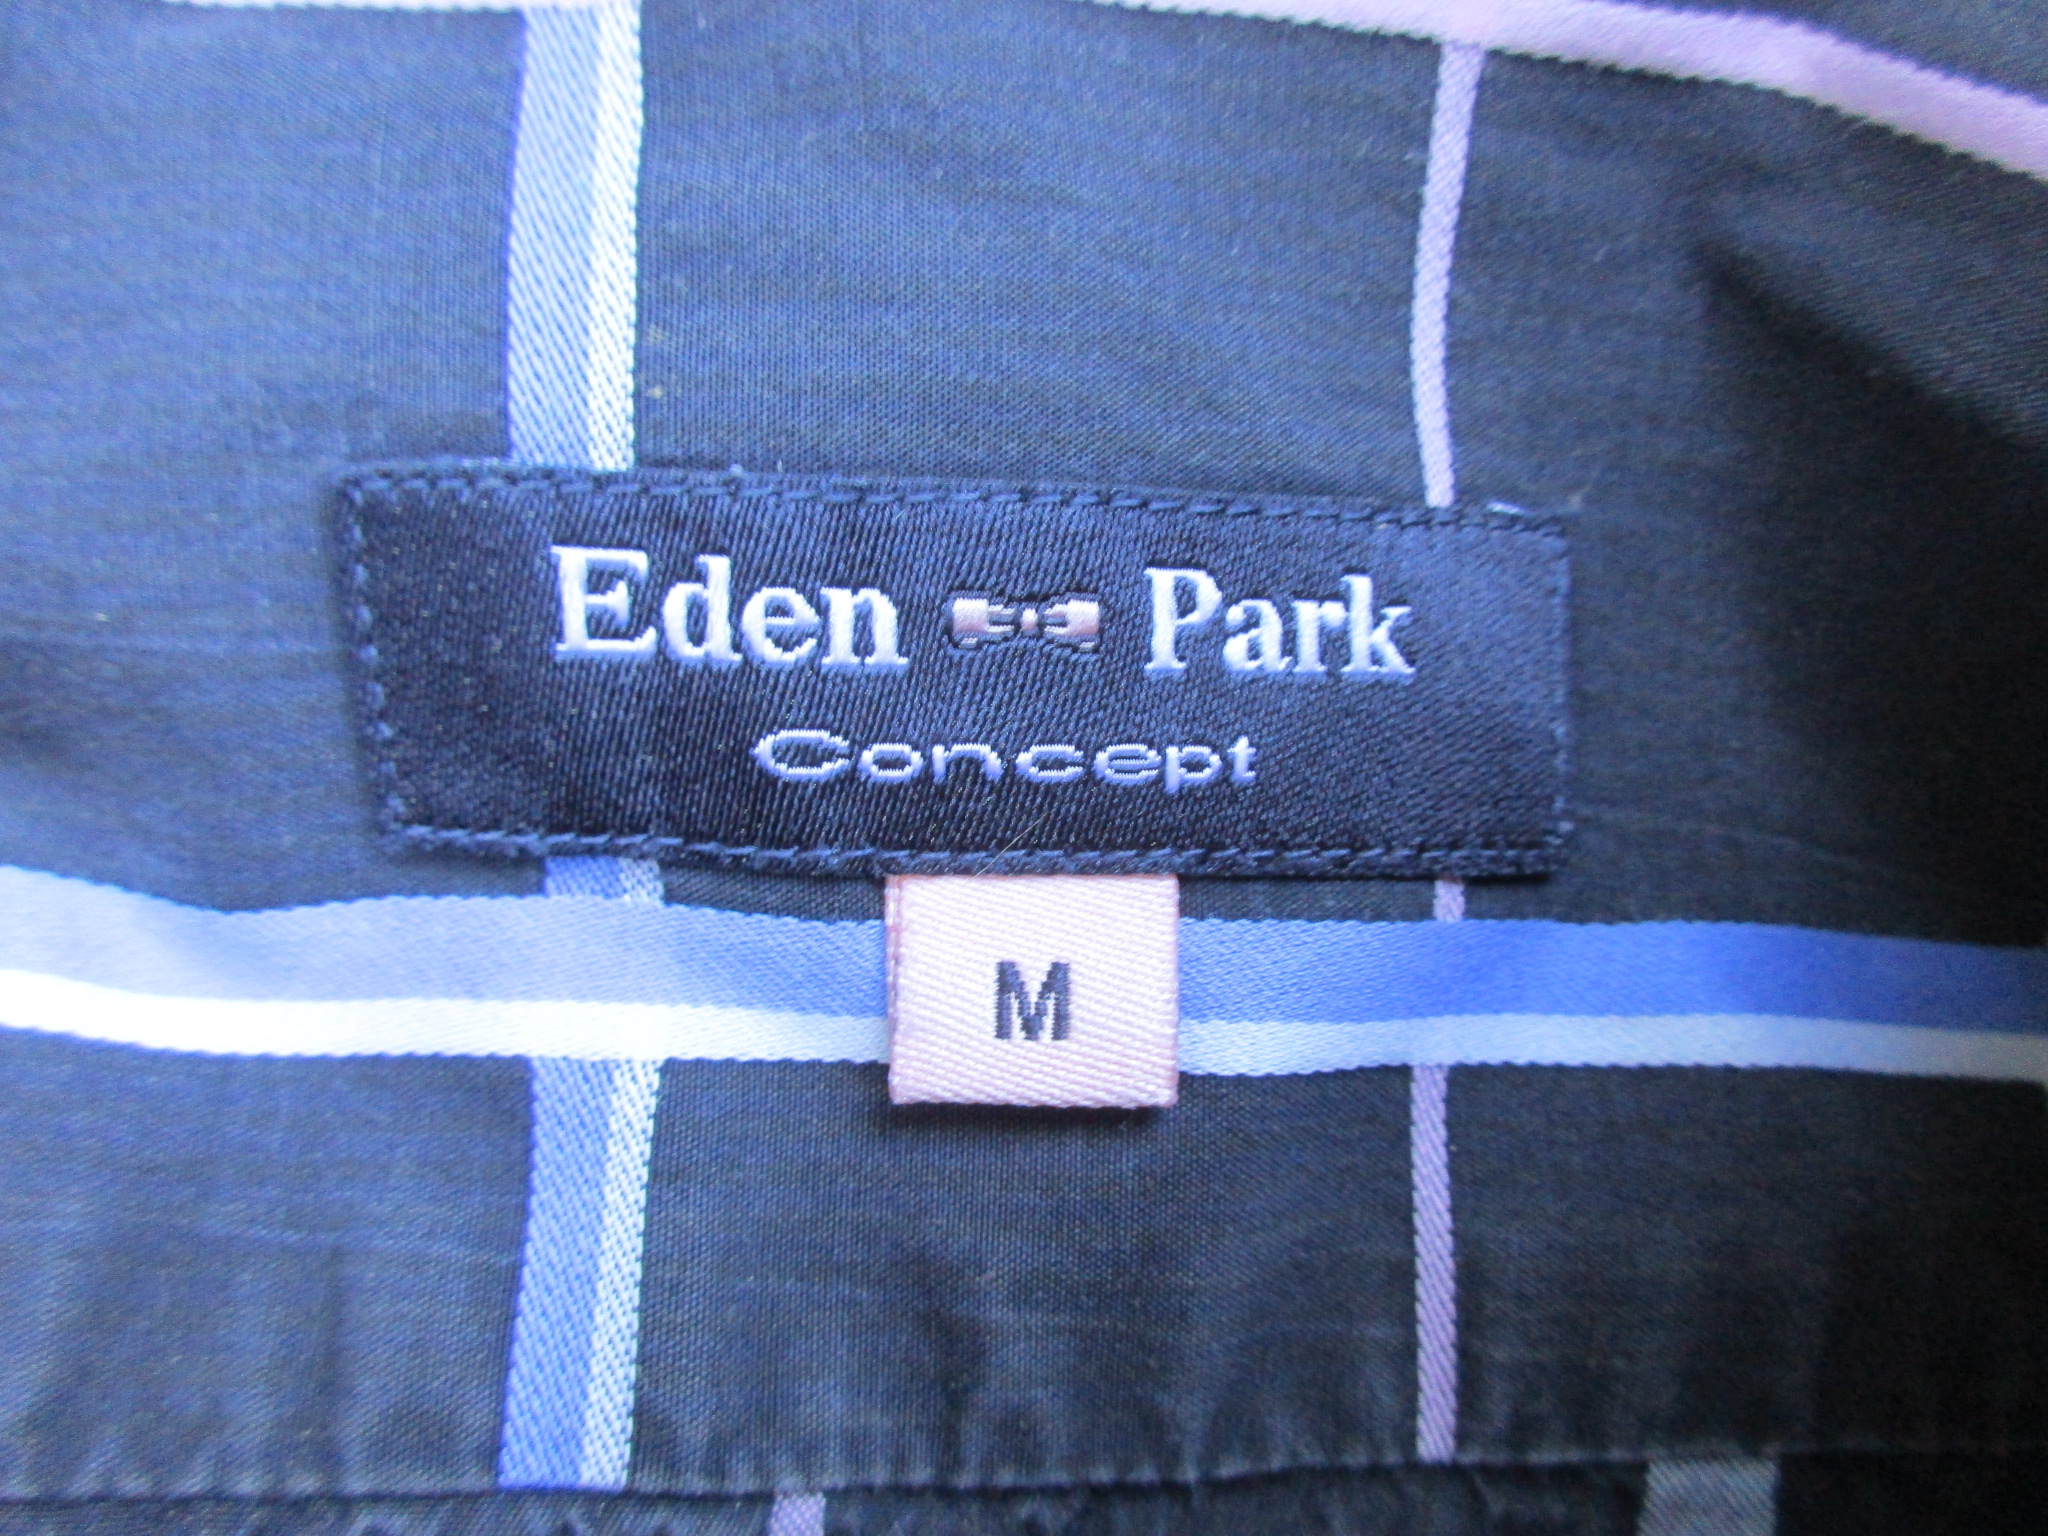 Eden Park
Concept
M